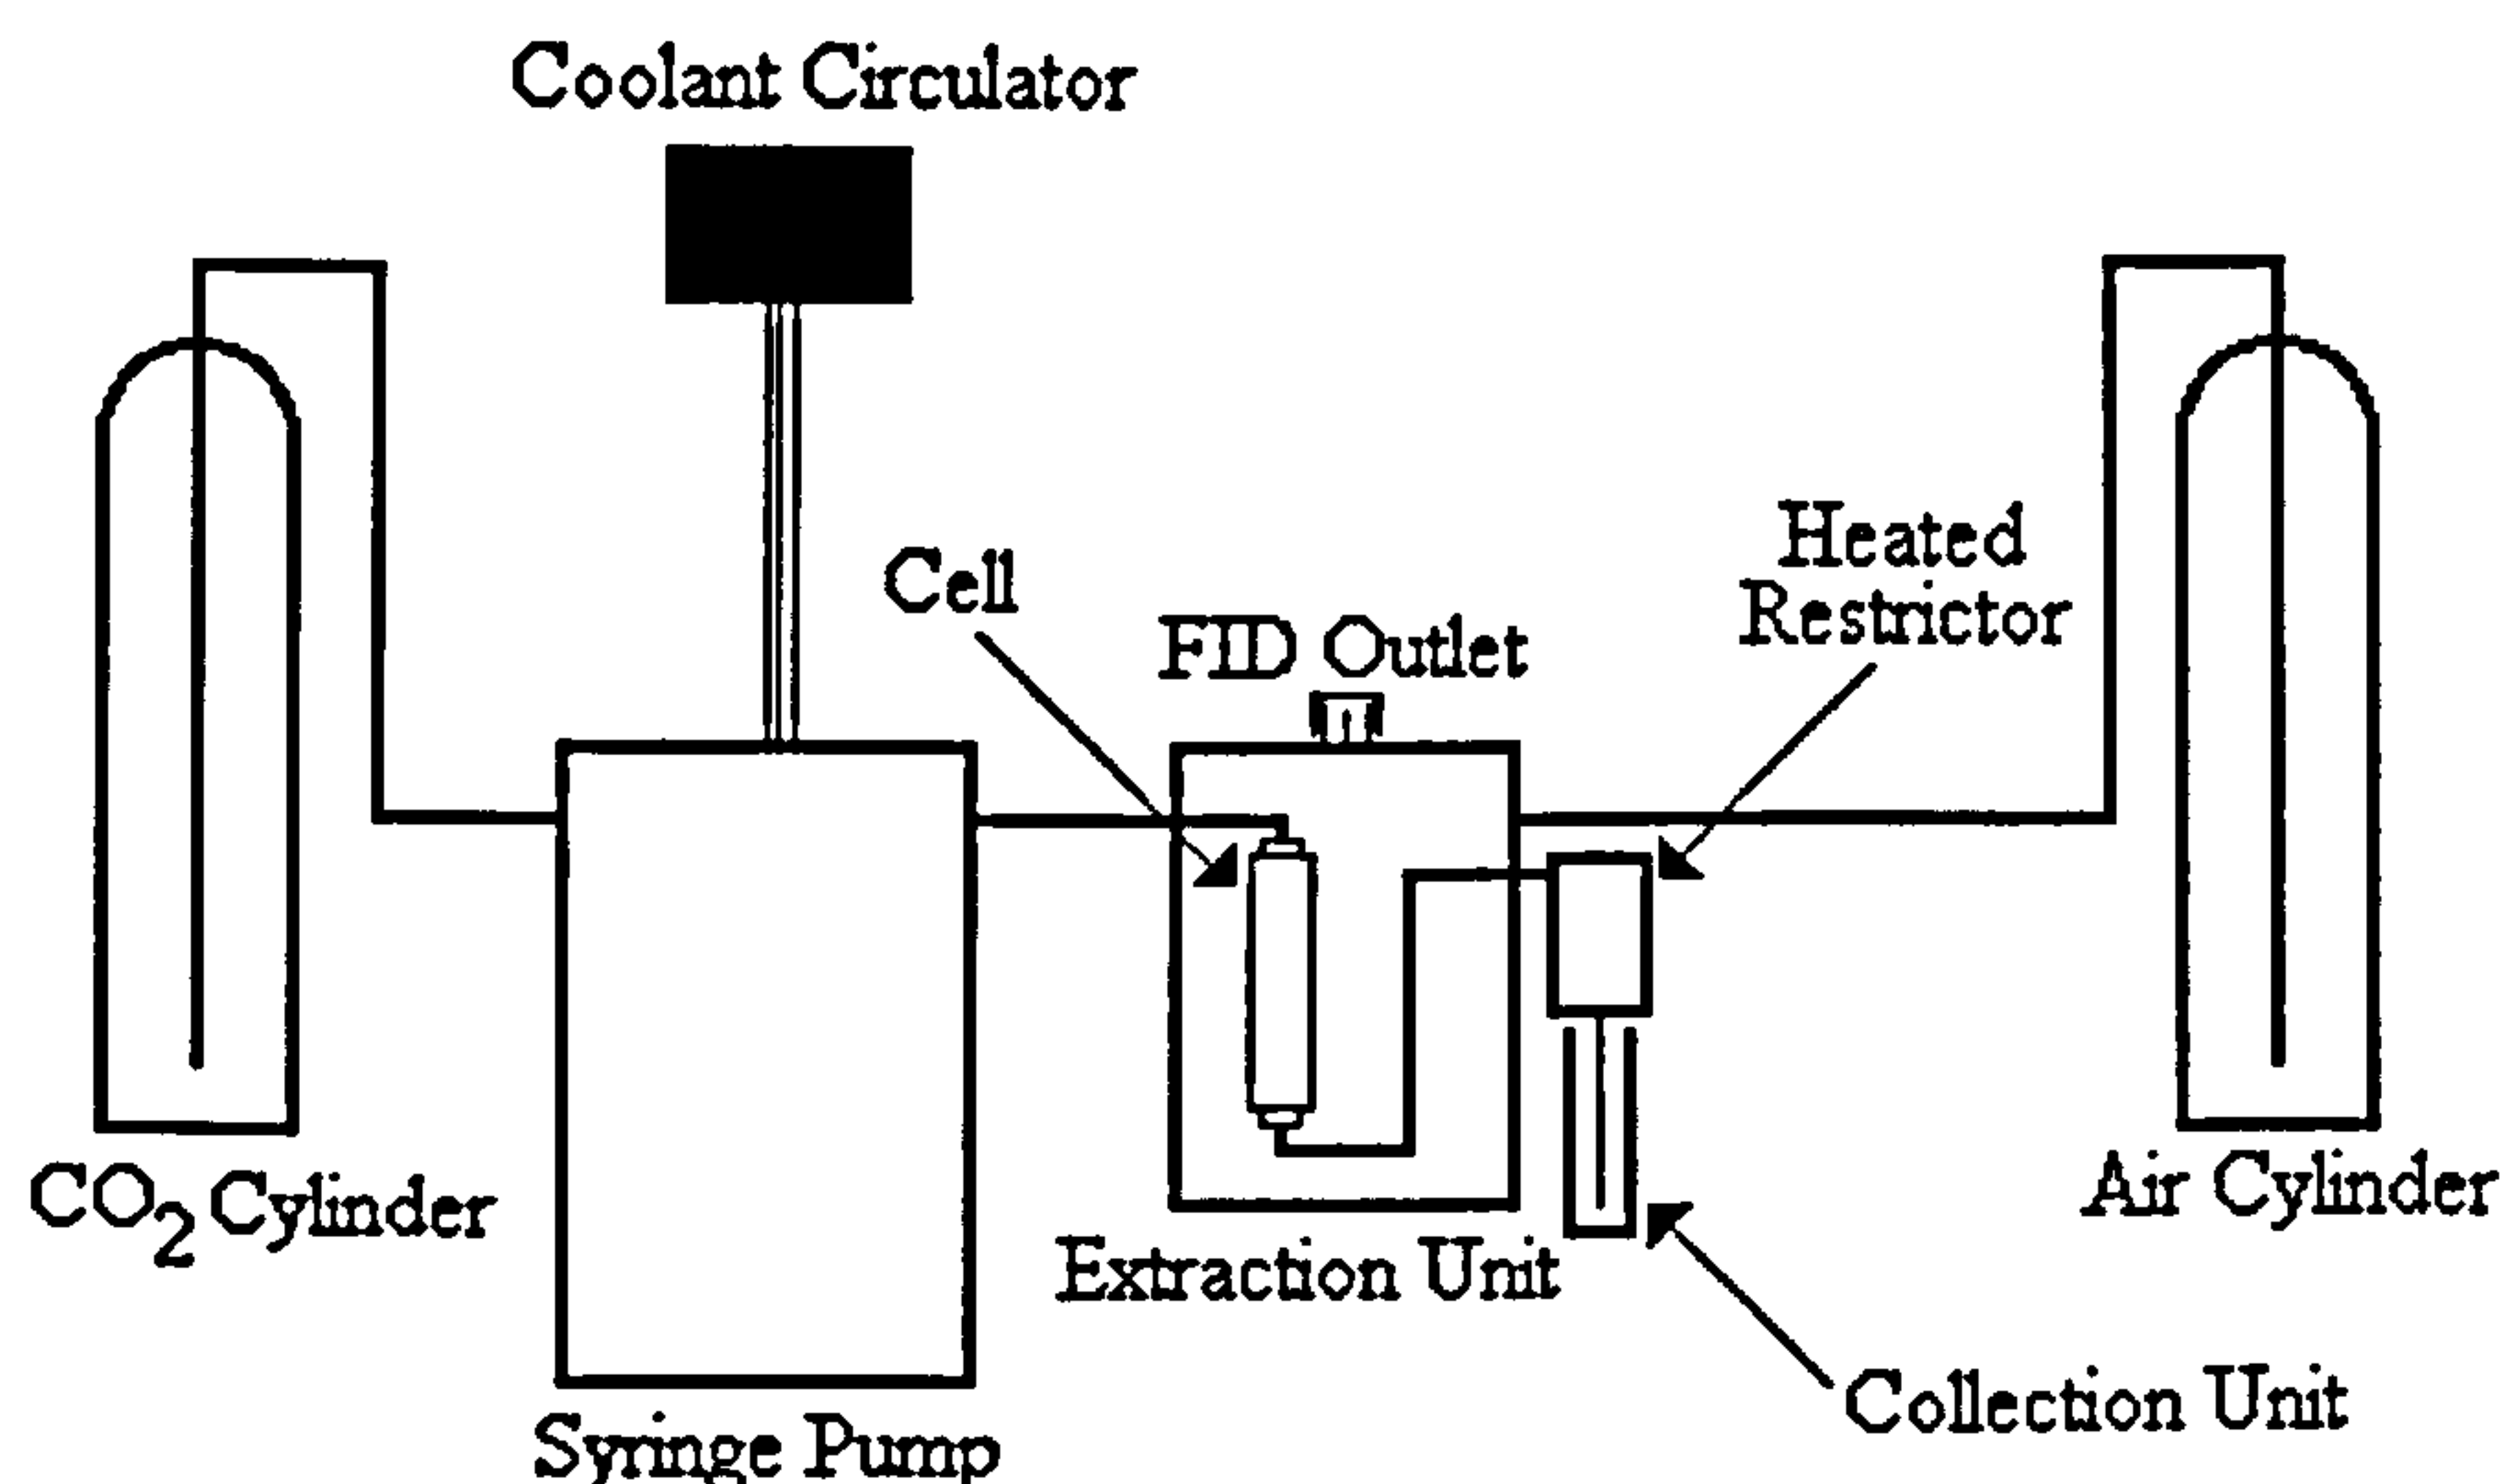 Coolant Circulator
Cell
FID Outlet
Heated
Restrictor
CO₂ Cylinder
Air Cylinder
Extraction Unit
Collection Unit
Syringe Pump